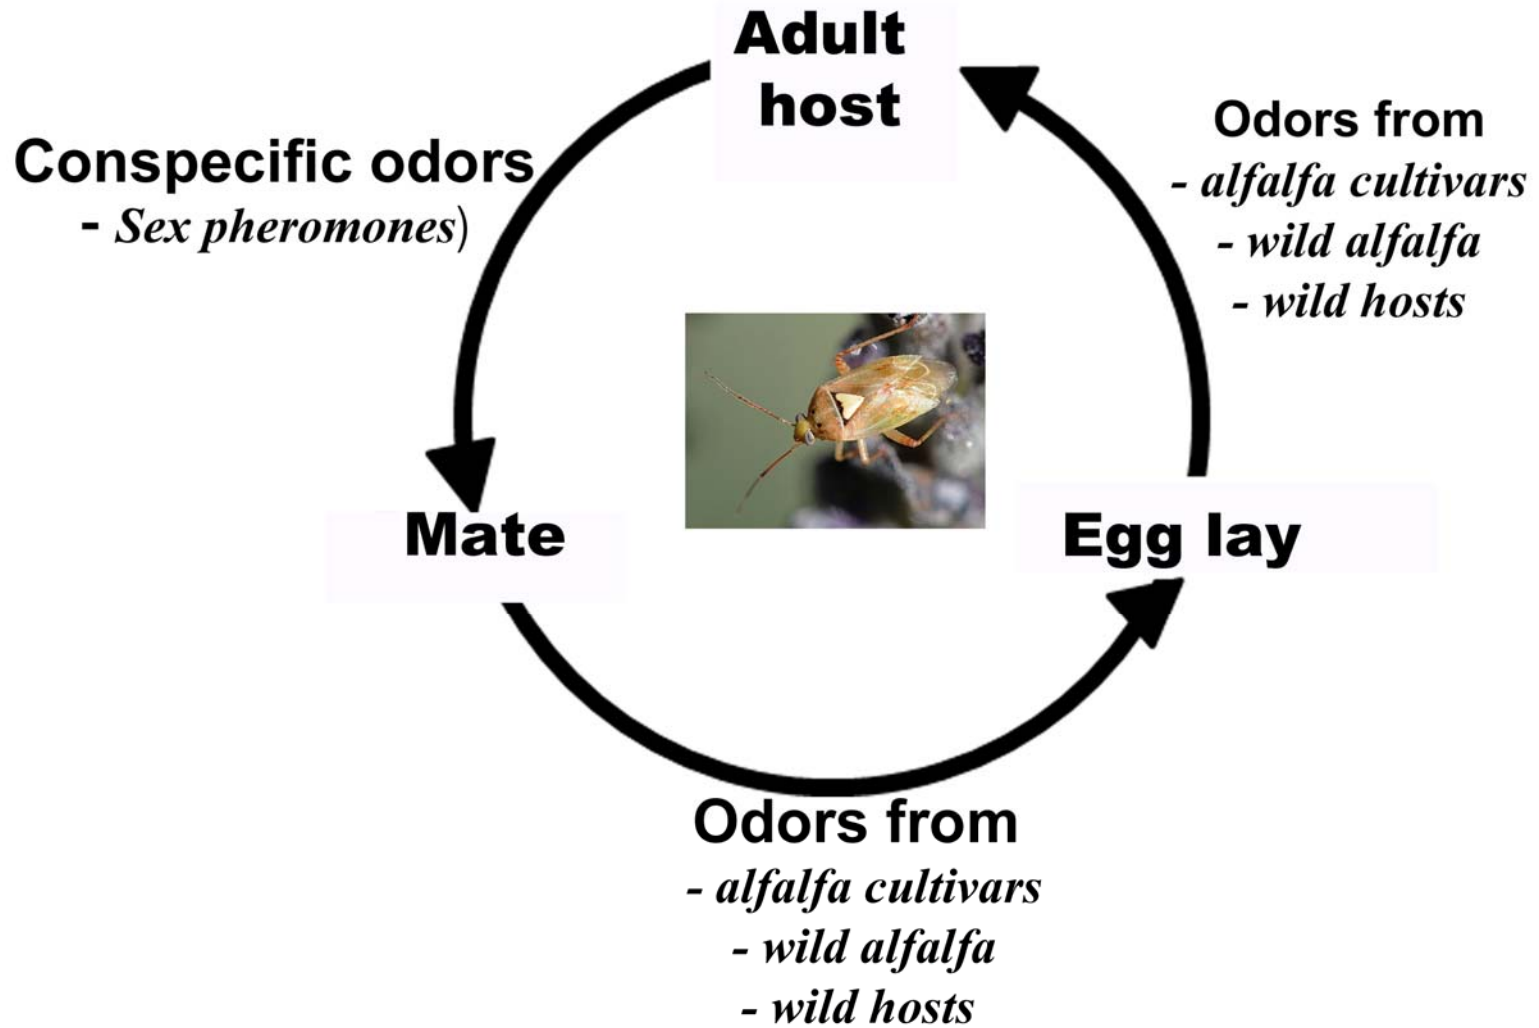 Adult
host
Conspecific odors
- Sex pheromones)
Odors from
- alfalfa cultivars
- wild alfalfa
- wild hosts
Mate
Egg lay
Odors from
- alfalfa cultivars
- wild alfalfa
- wild hosts